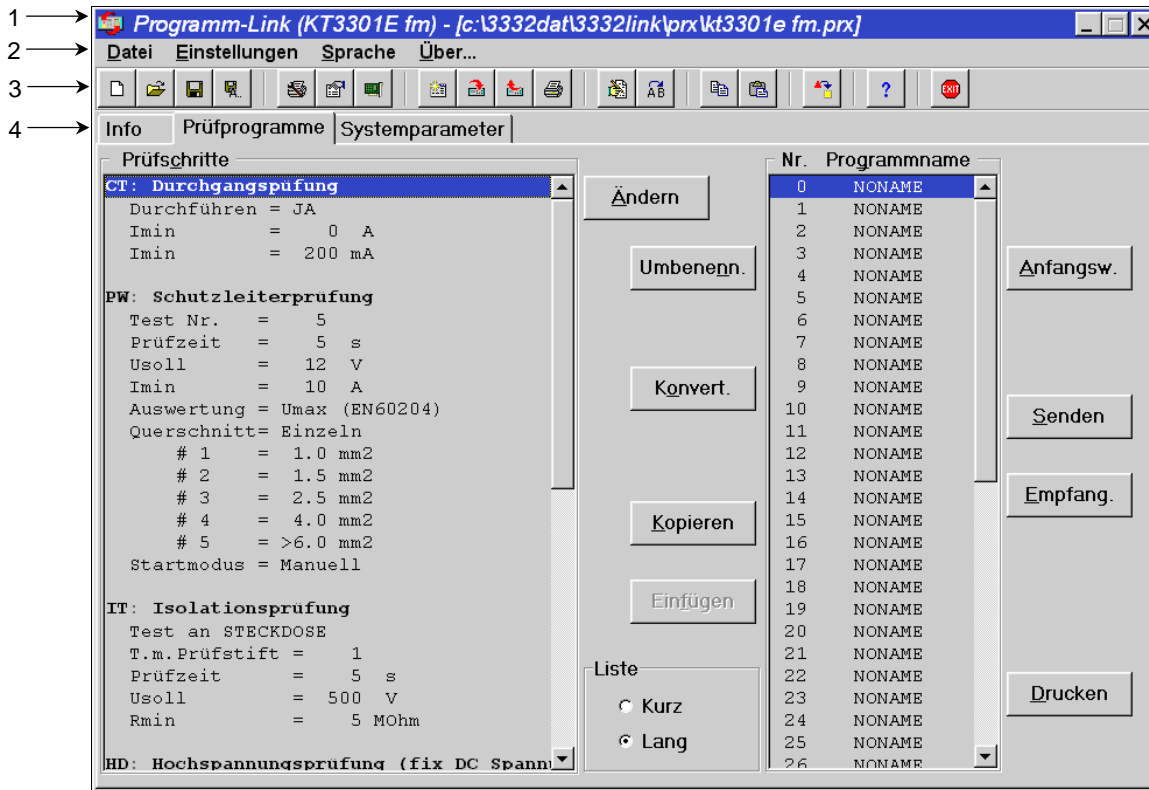 1
Programm-Link (KT3301E fm) - [c:\3332dat\3332link\prx\kt3301e fm.prx]
2
Datei Einstellungen Sprache Über...
3
AB ? EXIT
4
Info Prüfprogramme Systemparameter
Prüfschritte
CT: Durchgangspüfung
Durchführen = JA
Imin = 0 A
Imin = 200 mA
PW: Schutzleiterprüfung
Test Nr. = 5
Prüfzeit = 5 s
Usoll = 12 V
Imin = 10 A
Auswertung = Umax (EN60204)
Querschnitt= Einzeln
# 1 = 1.0 mm2
# 2 = 1.5 mm2
# 3 = 2.5 mm2
# 4 = 4.0 mm2
# 5 = >6.0 mm2
Startmodus = Manuell
IT: Isolationsprüfung
Test an STECKDOSE
T.m.Prüfstift = 1
Prüfzeit = 5 s
Usoll = 500 V
Rmin = 5 MOhm
HD: Hochspannungsprüfung (fix DC Spann
Ändern
Umbenenn.
Konvert.
Kopieren
Einfügen
Liste
Kurz
Lang
Nr. Programmname
0 NONAME
1 NONAME
2 NONAME
3 NONAME
4 NONAME
5 NONAME
6 NONAME
7 NONAME
8 NONAME
9 NONAME
10 NONAME
11 NONAME
12 NONAME
13 NONAME
14 NONAME
15 NONAME
16 NONAME
17 NONAME
18 NONAME
19 NONAME
20 NONAME
21 NONAME
22 NONAME
23 NONAME
24 NONAME
25 NONAME
26 NONAME
Anfangsw.
Senden
Empfang.
Drucken